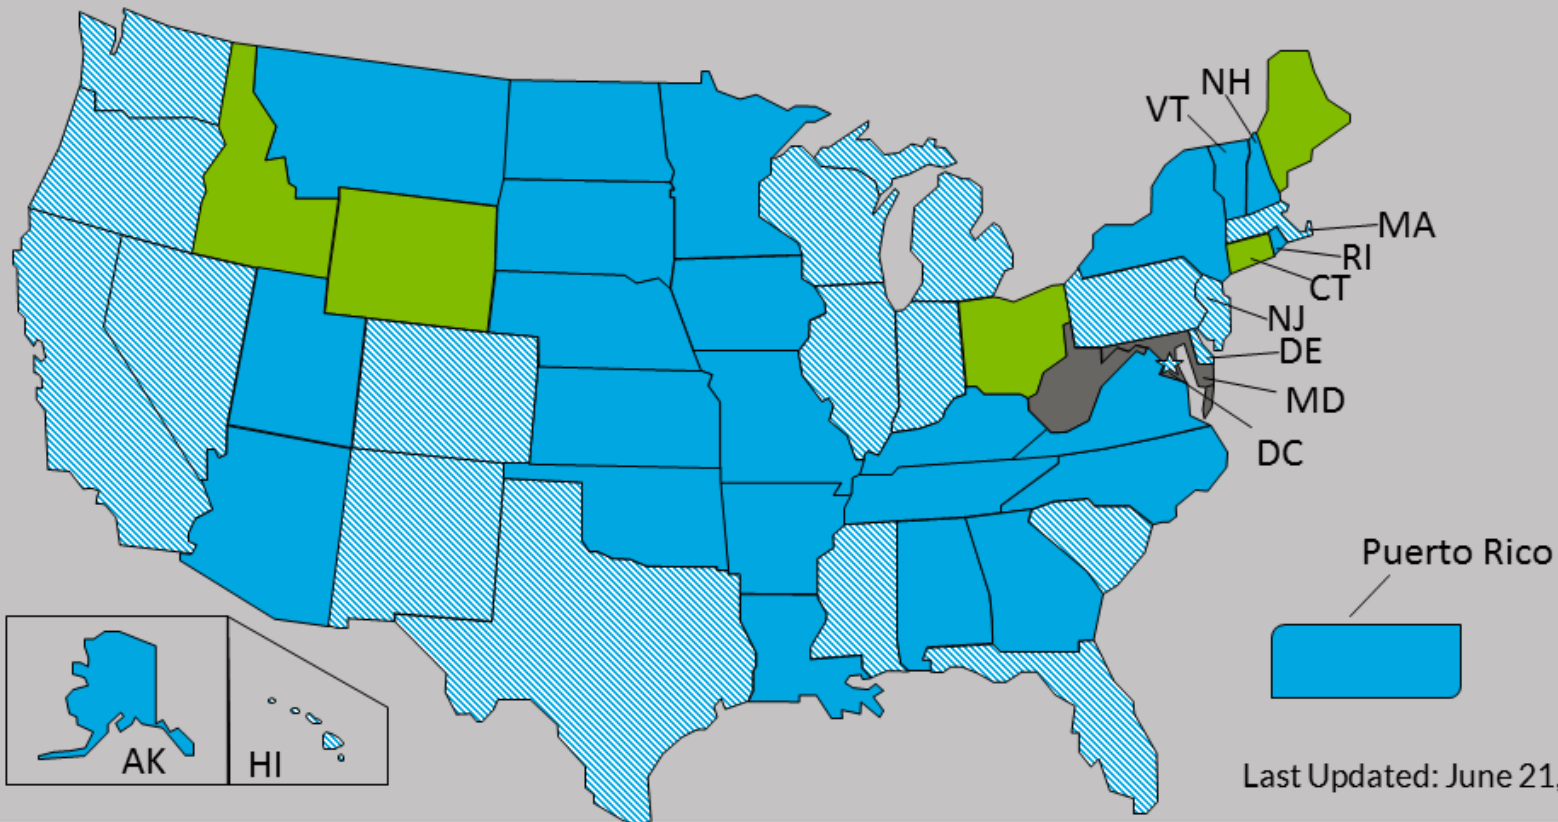 NH
VT
MA
RI
CT
NJ
DE
MD
DC
Puerto Rico
AK
HI
Last Updated: June 21,